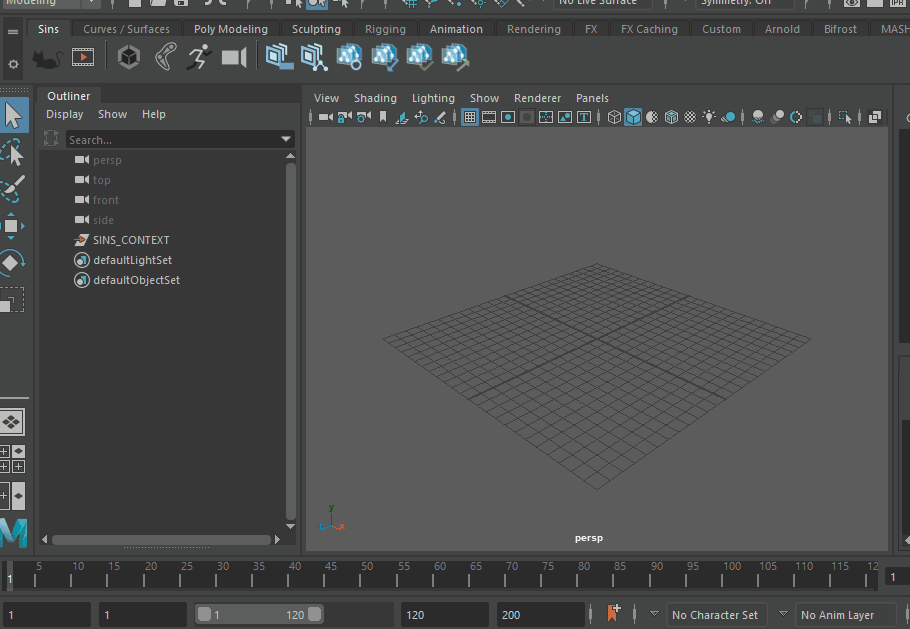 Modeling No Live Surface Symmetry: Off
Sins Curves / Surfaces Poly Modeling Sculpting Rigging Animation Rendering FX FX Caching Custom Arnold Bifrost MASH
Outliner
Display Show Help
Search...
persp
top
front
side
SINS_CONTEXT
defaultLightSet
defaultObjectSet
View Shading Lighting Show Renderer Panels
y
x
persp
1 5 10 15 20 25 30 35 40 45 50 55 60 65 70 75 80 85 90 95 100 105 110 115 12 1
1 1 1 120 120 200 No Character Set No Anim Layer